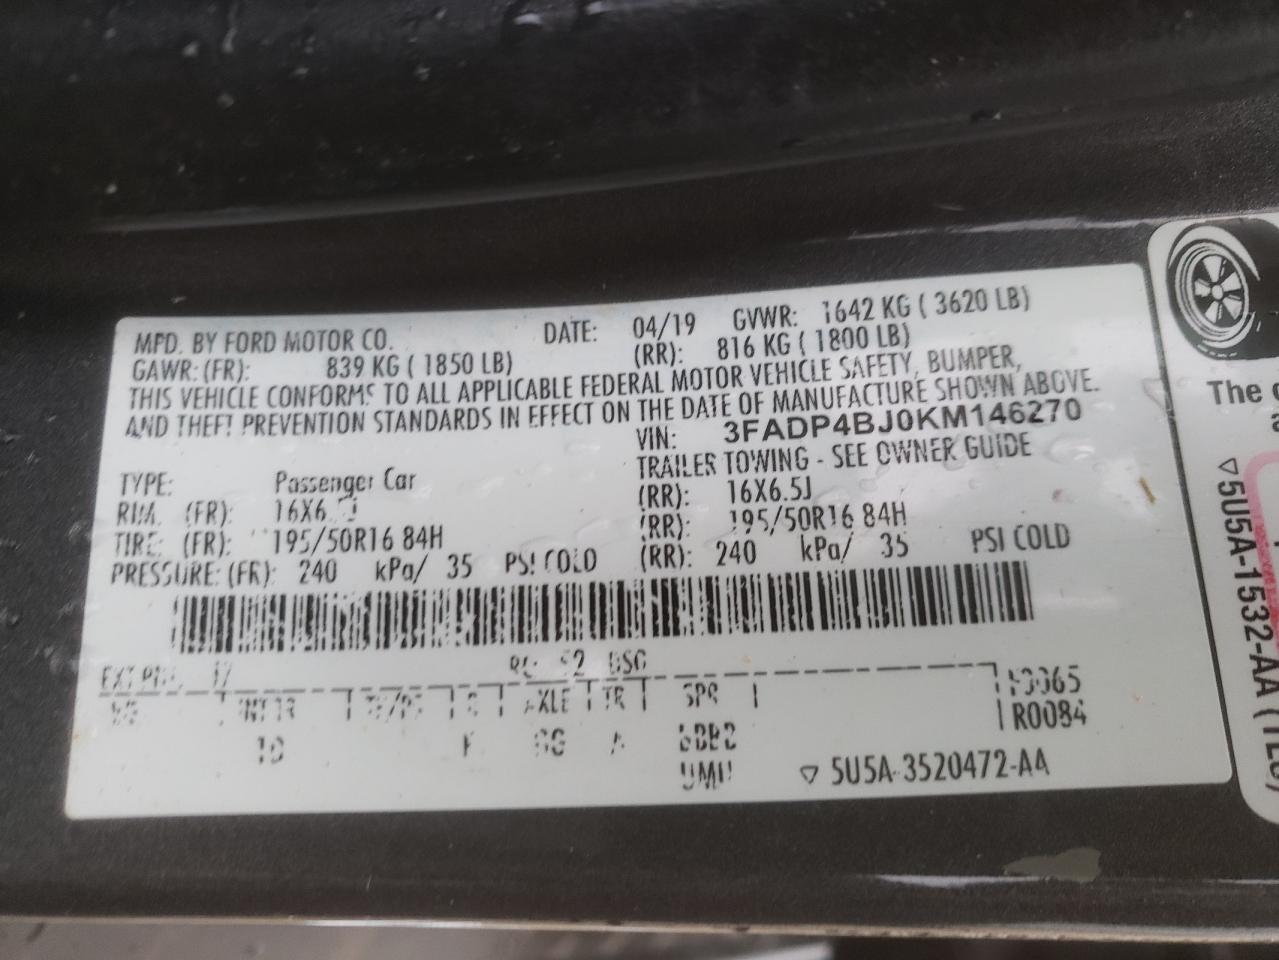 MFD. BY FORD MOTOR CO. DATE: 04/19 GVWR: 1642 KG ( 3620 LB)
GAWR: (FR): 839 KG ( 1850 LB) (RR): 816 KG ( 1800 LB)
THIS VEHICLE CONFORMS TO ALL APPLICABLE FEDERAL MOTOR VEHICLE SAFETY, BUMPER,
AND THEFT PREVENTION STANDARDS IN EFFECT ON THE DATE OF MANUFACTURE SHOWN ABOVE.
VIN: 3FADP4BJ0KM146270
TYPE: Passenger Car TRAILER TOWING - SEE OWNER GUIDE
RIM. (FR): (RR): 16X6.5J
TIRE: (FR): 195/50R16 84H (RR): 195/50R16 84H
PRESSURE: (FR): 240 kPa/ 35 PSI COLD (RR): 240 kPa/ 35 PSI COLD
DSO
INT TR AXLE TR SPR
R0084
5U5A-3520472-AA
The
5U5A-1532-AA